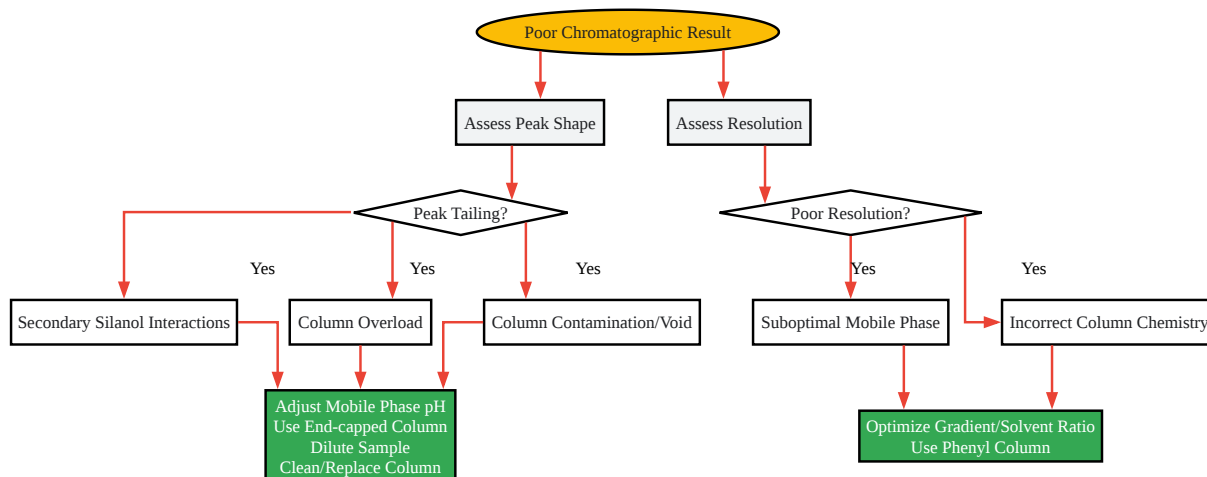 Poor Chromatographic Result
Assess Peak Shape
Assess Resolution
Peak Tailing?
Poor Resolution?
Yes
Yes
Yes
Yes
Yes
Secondary Silanol Interactions
Column Overload
Column Contamination/Void
Suboptimal Mobile Phase
Incorrect Column Chemistry
Adjust Mobile Phase pH
Use End-capped Column
Dilute Sample
Clean/Replace Column
Optimize Gradient/Solvent Ratio
Use Phenyl Column